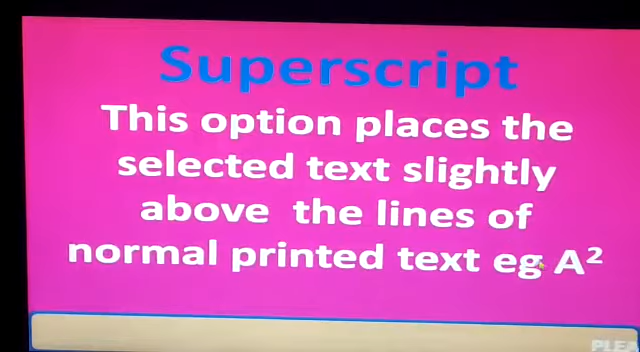 Superscript
This option places the
selected text slightly
above the lines of
normal printed text eg A²